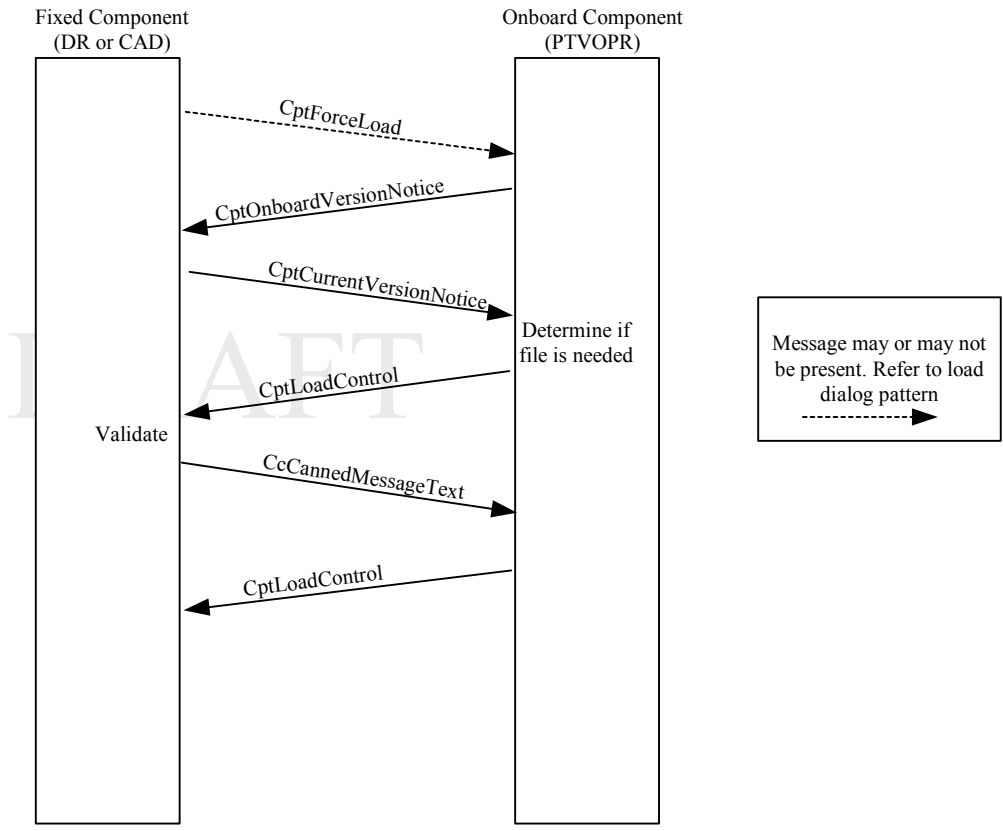 Fixed Component
(DR or CAD)
Onboard Component
(PTVOPR)
CptForceLoad
CptOnboardVersionNotice
CptCurrentVersionNotice
Determine if
file is needed
CptLoadControl
Validate
CcCannedMessageText
CptLoadControl
Message may or may not
be present. Refer to load
dialog pattern